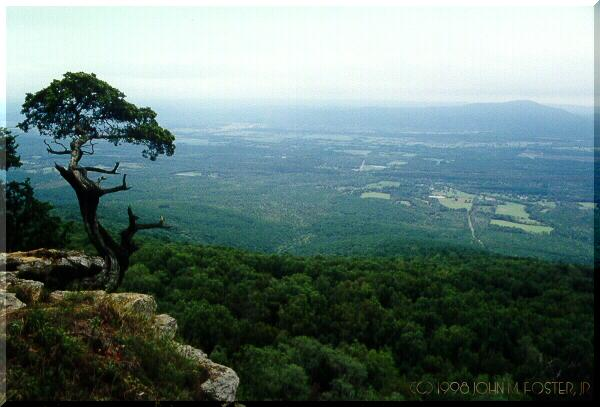 (C) 1998 JOHN M. FOSTER, JR